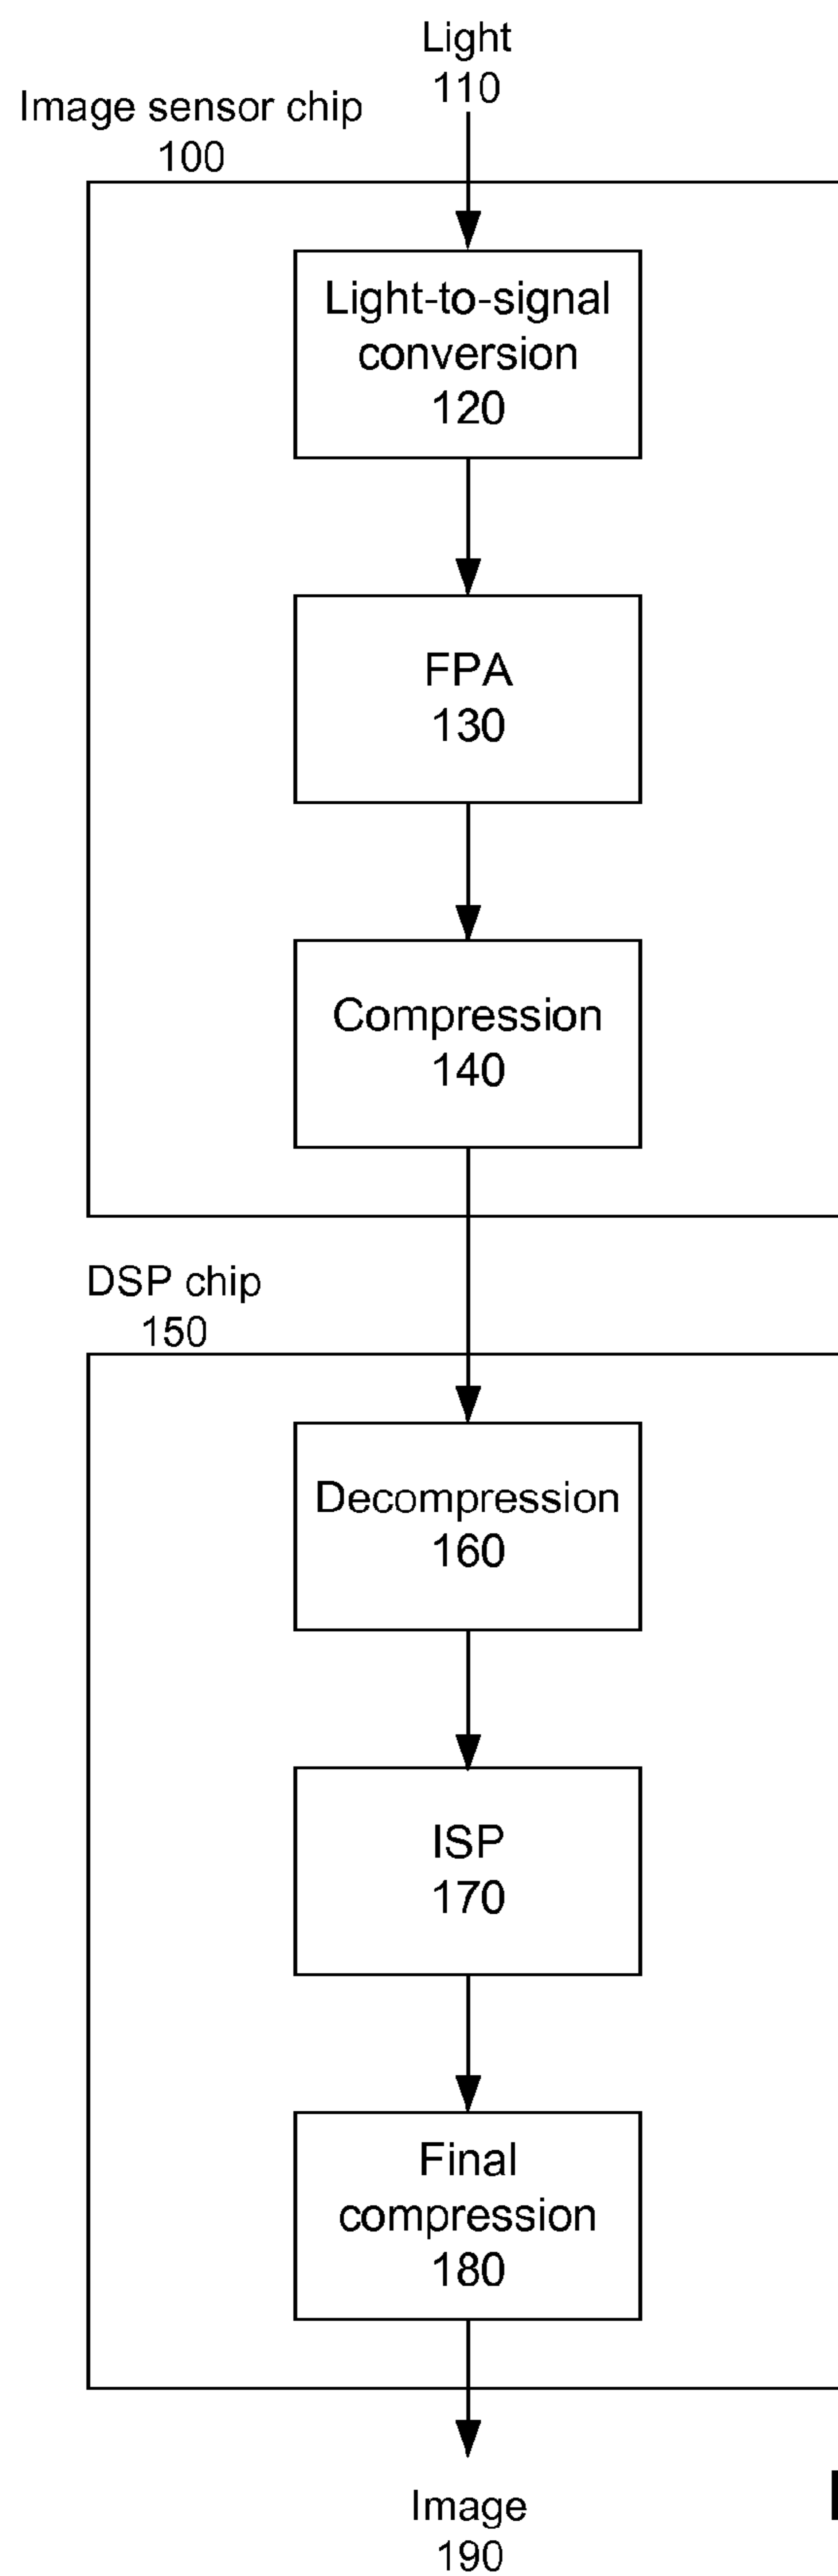 Light
110
Image sensor chip
100
Light-to-signal
conversion
120
FPA
130
Compression
140
DSP chip
150
Decompression
160
ISP
170
Final
compression
180
Image
190